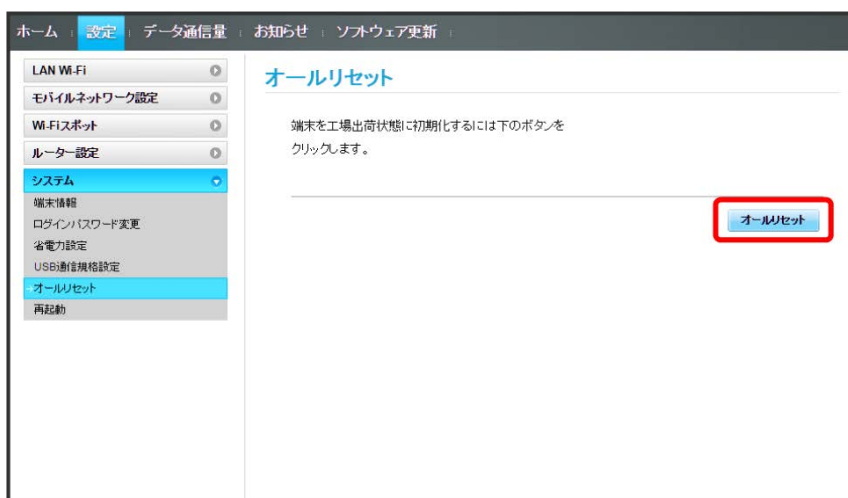 ホーム 設定 データ通信量 お知らせ ソフトウェア更新
LAN Wi-Fi
モバイルネットワーク設定
Wi-Fiスポット
ルーター設定
システム
端末情報
ログインパスワード変更
省電力設定
USB通信規格設定
オールリセット
再起動
オールリセット
端末を工場出荷状態に初期化するには下のボタンを
クリックします。
オールリセット